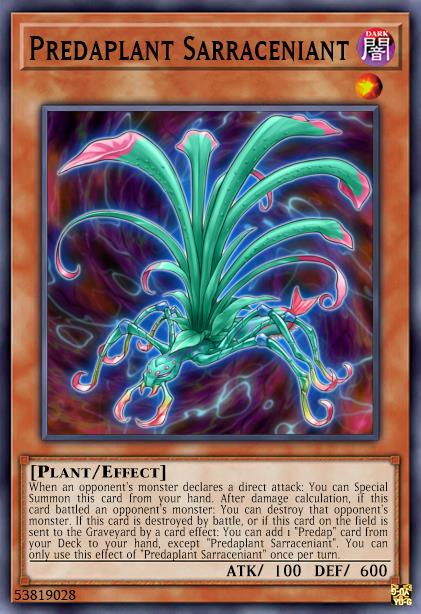 PREDAPLANT SARRACENIANT
DARK
闇
[PLANT/EFFECT]
When an opponent's monster declares a direct attack: You can Special
Summon this card from your hand. After damage calculation, if this
card battled an opponent's monster: You can destroy that opponent's
monster. If this card is destroyed by battle, or if this card on the field is
sent to the Graveyard by a card effect: You can add 1 "Predap" card from
your Deck to your hand, except "Predaplant Sarraceniant". You can
only use this effect of "Predaplant Sarraceniant" once per turn.
ATK/ 100 DEF/ 600
53819028